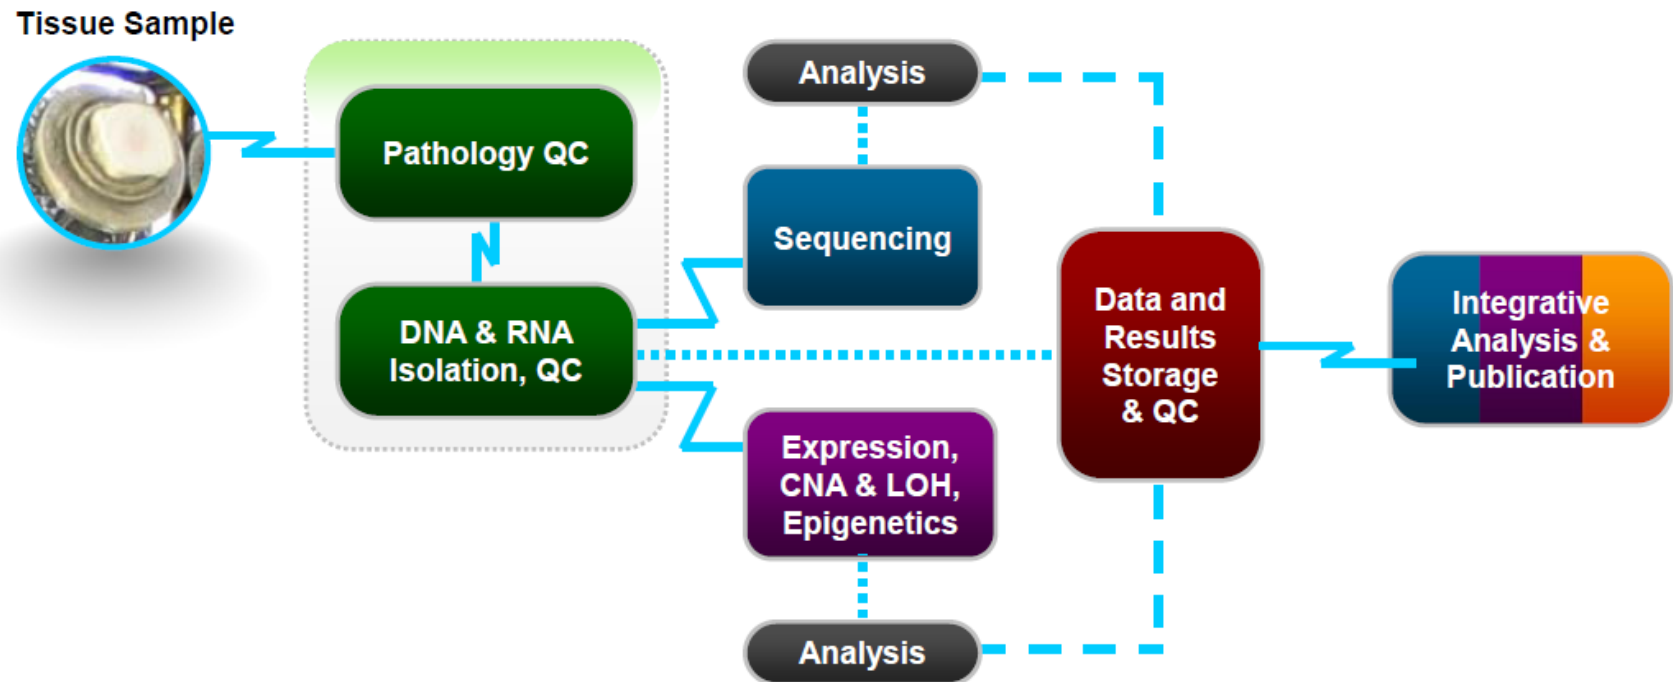 Tissue Sample
Pathology QC
DNA & RNA
Isolation, QC
Analysis
Sequencing
Expression,
CNA & LOH,
Epigenetics
Analysis
Data and
Results
Storage
& QC
Integrative
Analysis &
Publication